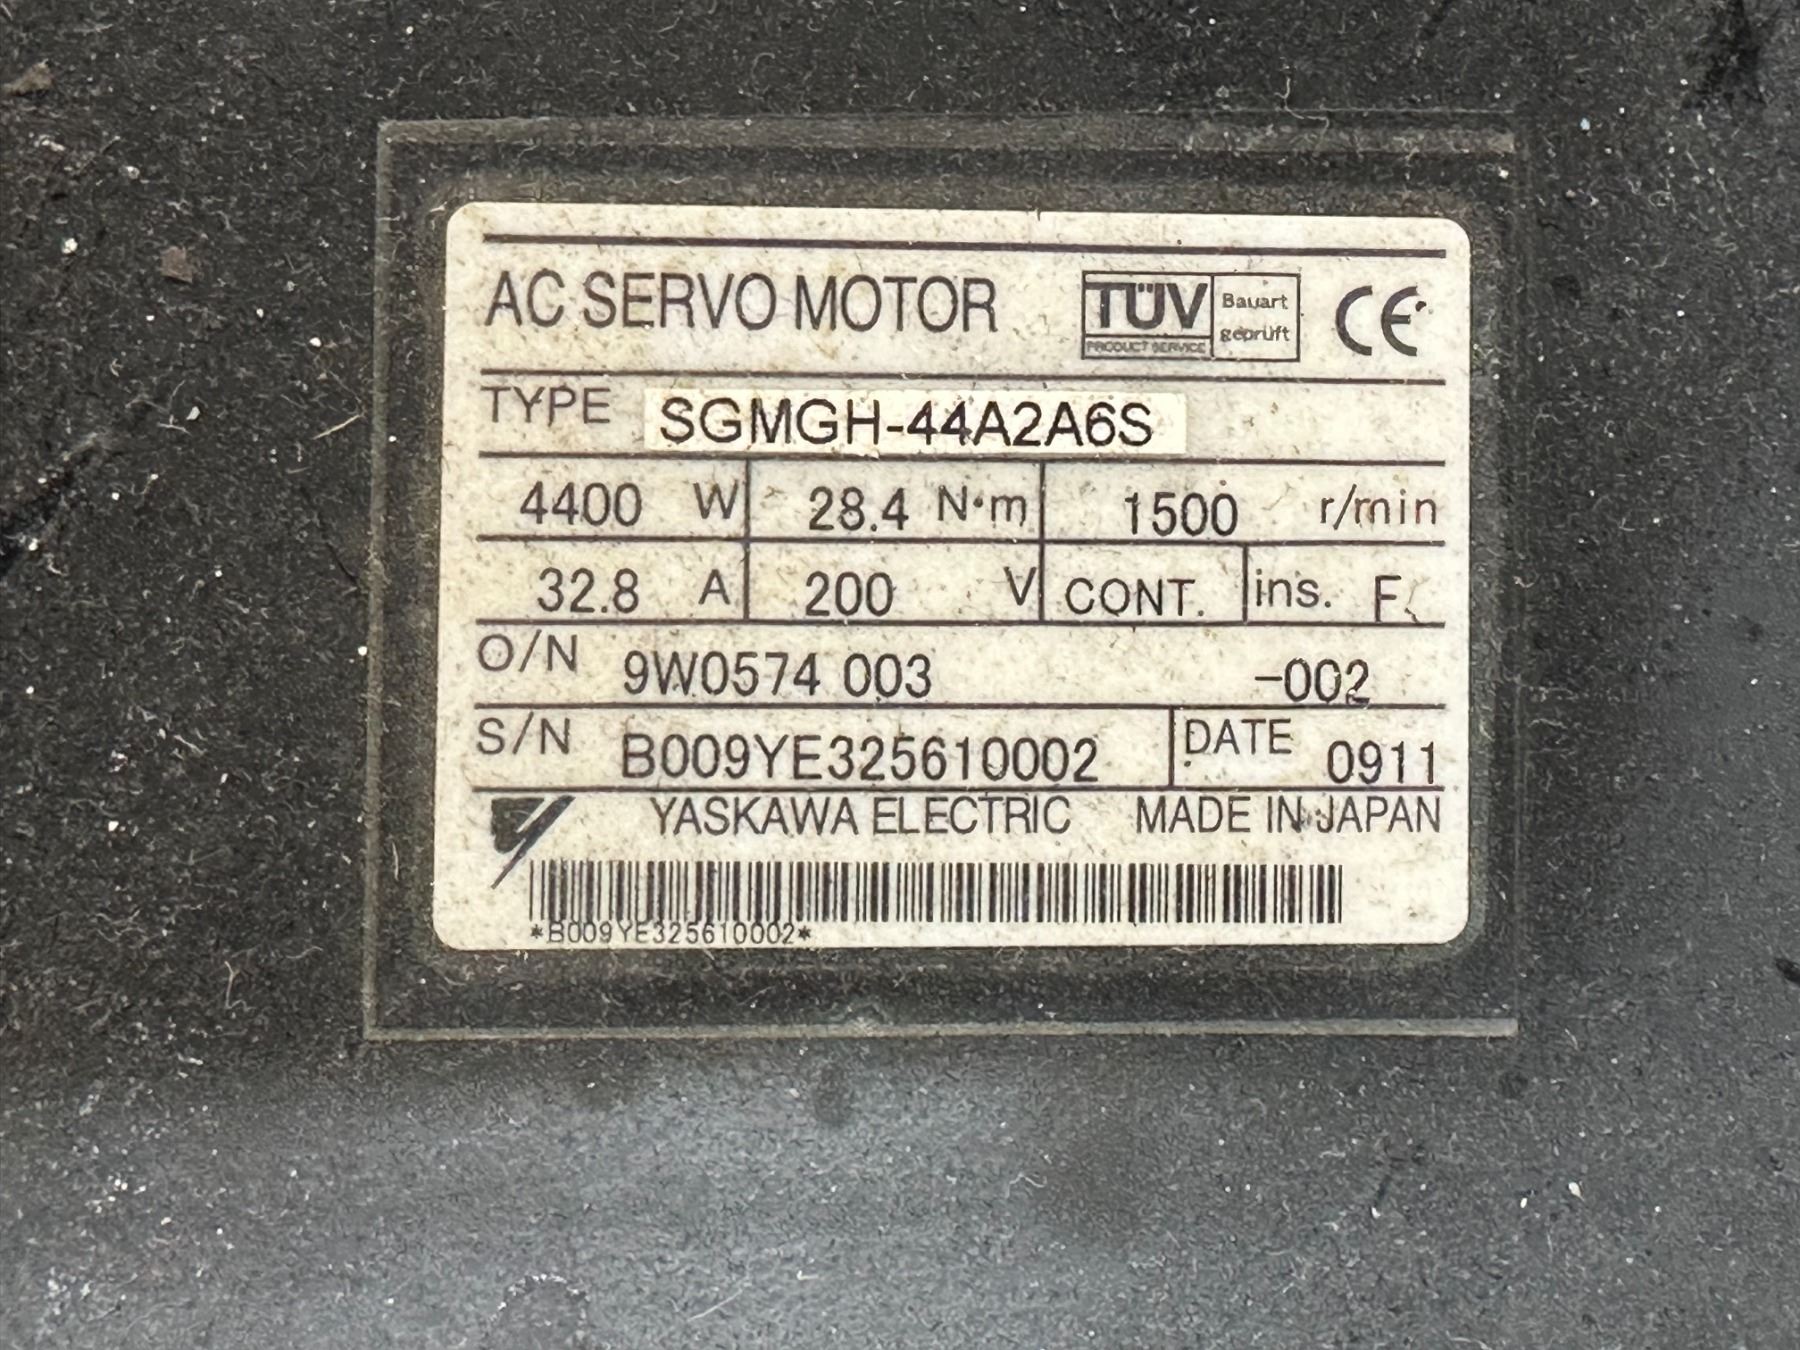 AC SERVO MOTOR TÜV PRODUCT SERVICE Bauart geprüft CE
TYPE SGMGH-44A2A6S
4400 W 28.4 N·m 1500 r/min
32.8 A 200 V CONT. ins. F
O/N 9W0574 003 -002
S/N B009YE325610002 DATE 0911
YASKAWA ELECTRIC MADE IN JAPAN
*B009YE325610002*